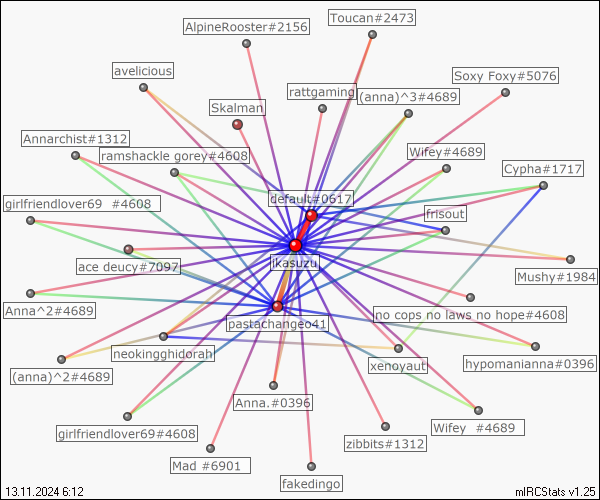 AlpineRooster#2156
Toucan#2473
avelicious
Soxy Foxy#5076
rattgaming
(anna)^3#4689
Skalman
Annarchist#1312
ramshackle gorey#4608
Wifey#4689
Cypha#1717
default#0617
girlfriendlover69 #4608
frisout
ikasuzu
ace deucy#7097
Mushy#1984
Anna^2#4689
no cops no laws no hope#4608
pastachangeo41
neokingghidorah
xenoyaut
hypomanianna#0396
(anna)^2#4689
Anna.#0396
girlfriendlover69#4608
Wifey #4689
zibbits#1312
Mad #6901
fakedingo
13.11.2024 6:12
mIRCStats v1.25